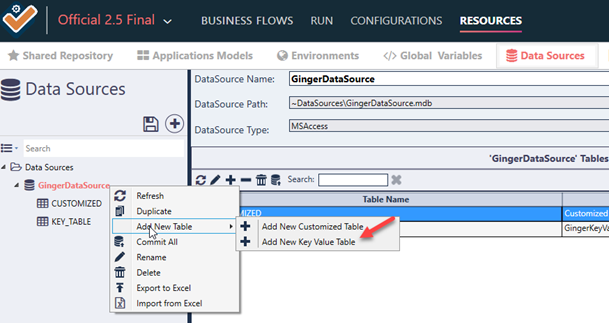 Official 2.5 Final
BUSINESS FLOWS
RUN
CONFIGURATIONS
RESOURCES
Shared Repository
Applications Models
Environments
Global Variables
Data Sources
Data Sources
Search
Data Sources
GingerDataSource
CUSTOMIZED
KEY_TABLE
DataSource Name:
GingerDataSource
DataSource Path:
~DataSources\GingerDataSource.mdb
DataSource Type:
MSAccess
'GingerDataSource' Tables
Search:
Table Name
MIZED
Customized
GingerKeyVa
Refresh
Duplicate
Add New Table
Commit All
Rename
Delete
Export to Excel
Import from Excel
Add New Customized Table
Add New Key Value Table